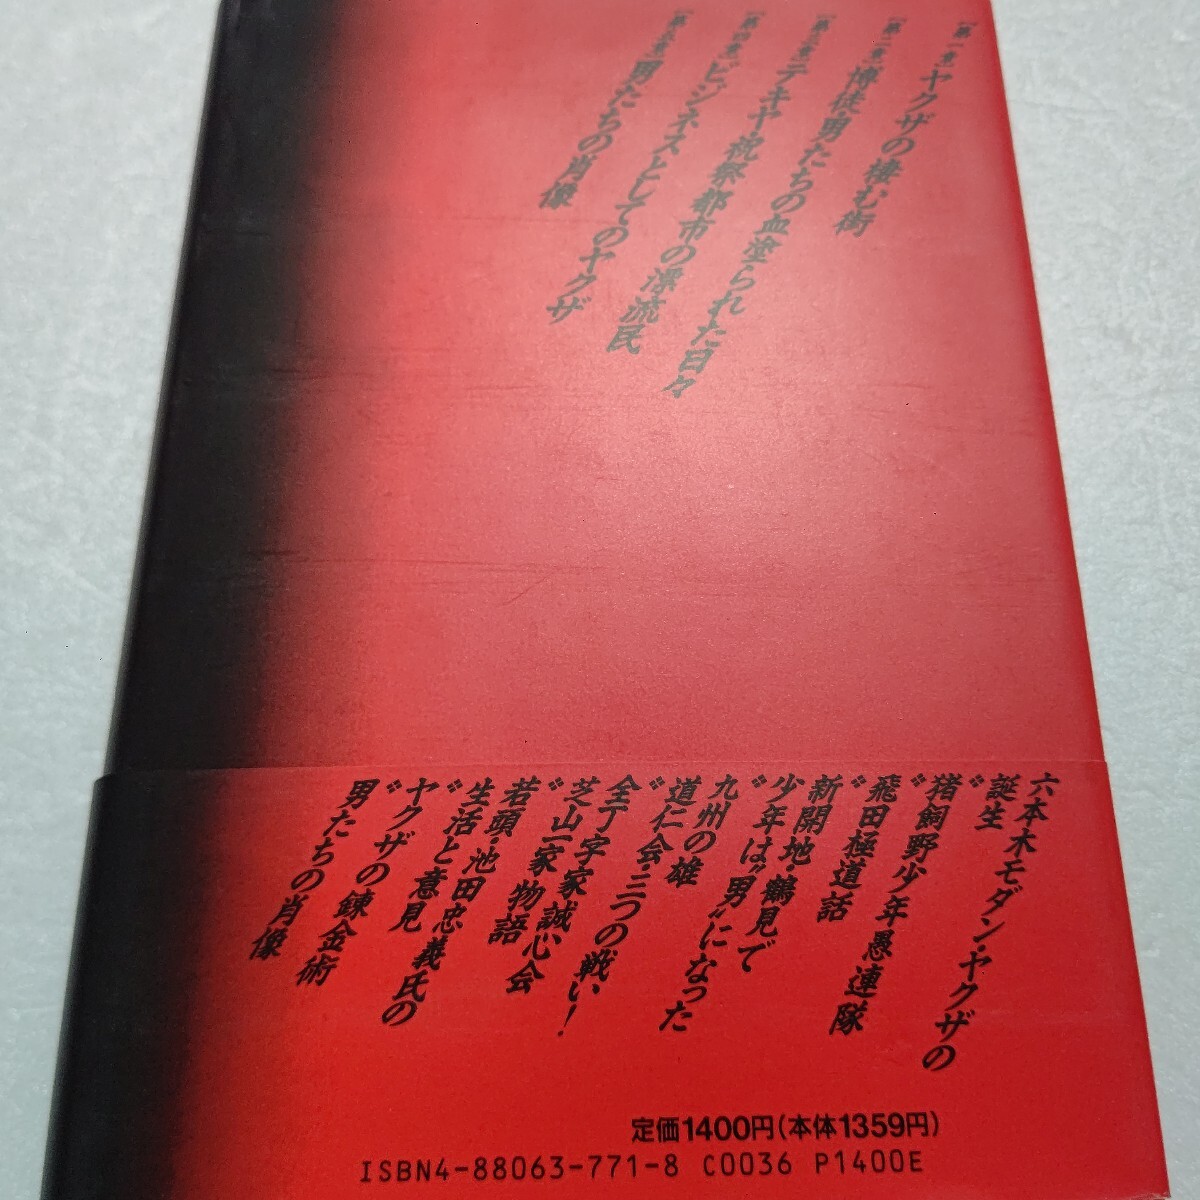 [第一章]ヤクザの棲む街
[第二章]博徒・男たちの血塗られた日々
[第三章]テキヤ・祝祭都市の漂流民
[第四章]ビジネスとしてのヤクザ
[第五章]男たちの肖像
六本木モダン・ヤクザの
誕生
❖猪飼野少年愚連隊
❖飛田極道話
❖新開地・鶴見で
少年は“男”になった
❖九州の雄
道仁会・三つの戦い!
❖全丁字家誠心会
芝山一家物語
❖若頭・池田忠義氏の
生活と意見
❖ヤクザの錬金術
❖男たちの肖像
定価1400円(本体1359円)
ISBN4-88063-771-8 C0036 P1400E